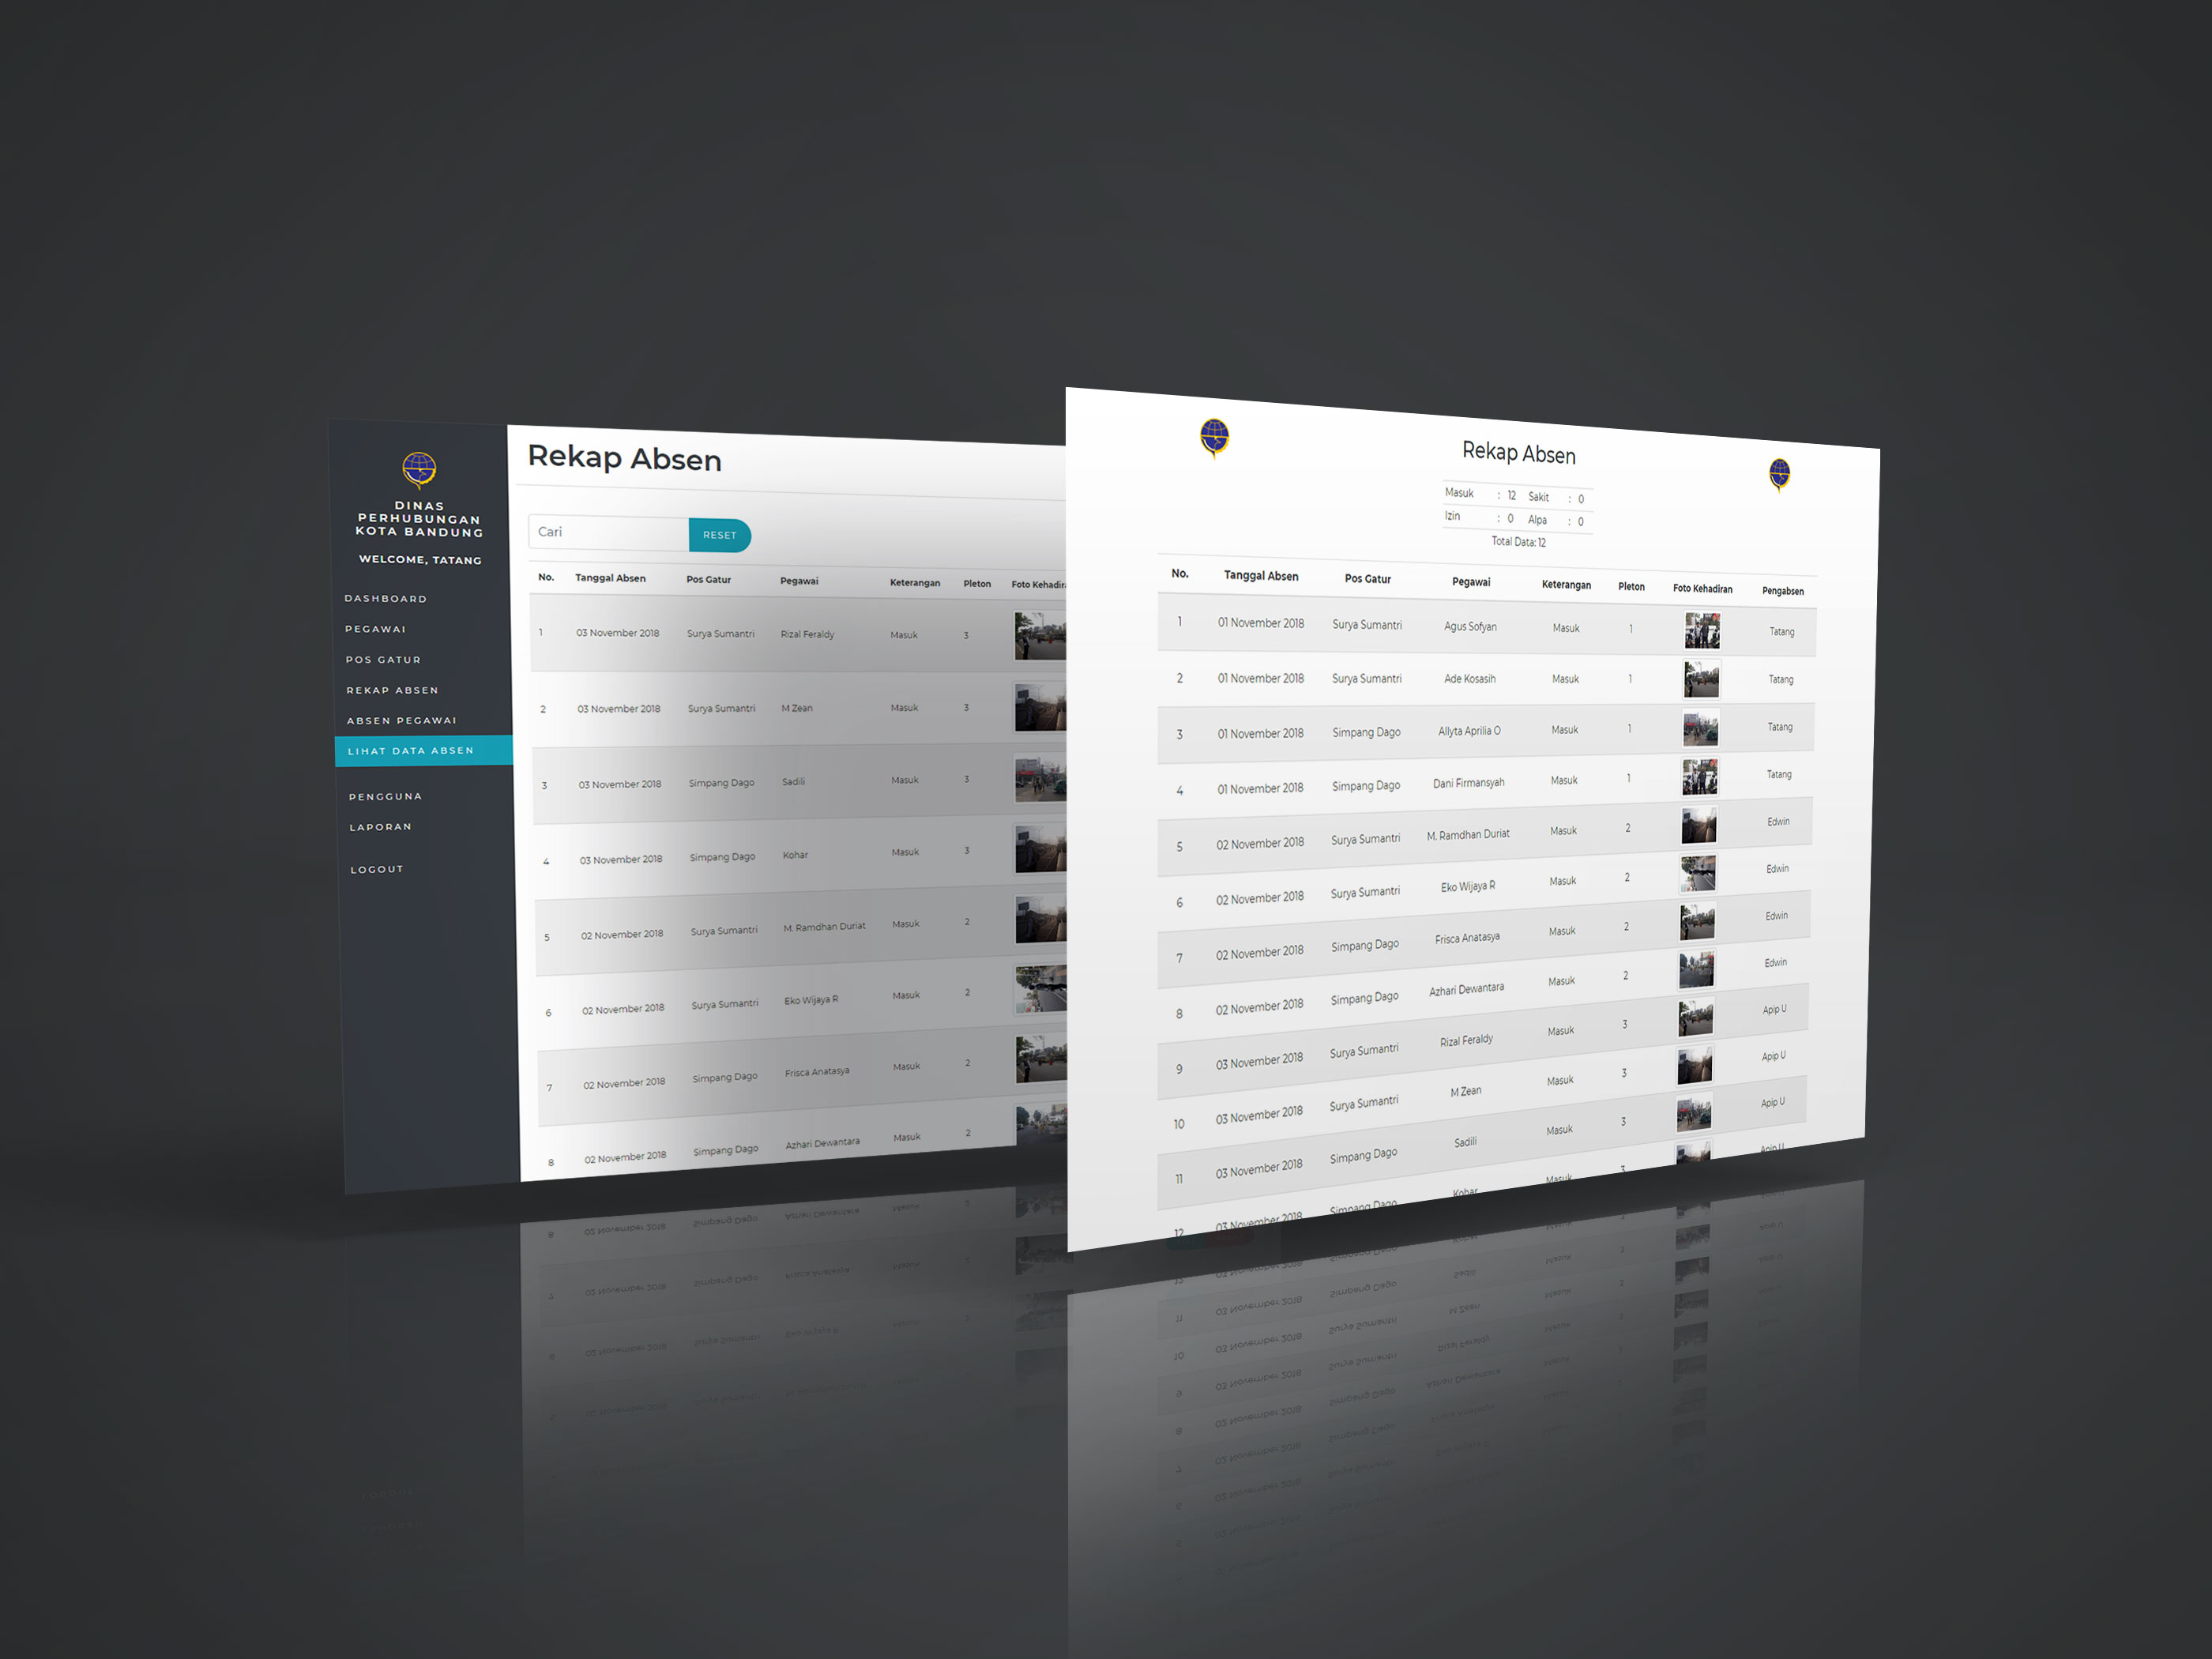 DINAS
PERHUBUNGAN
KOTA BANDUNG
WELCOME, TATANG
DASHBOARD
PEGAWAI
POS GATUR
REKAP ABSEN
ABSEN PEGAWAI
LIHAT DATA ABSEN
PENGGUNA
LAPORAN
LOGOUT
Rekap Absen
Cari RESET
No. Tanggal Absen Pos Gatur Pegawai Keterangan Pleton Foto Kehadira
1 03 November 2018 Surya Sumantri Rizal Feraldy Masuk 3
2 03 November 2018 Surya Sumantri M Zean Masuk 3
3 03 November 2018 Simpang Dago Sadili Masuk 3
4 03 November 2018 Simpang Dago Kohar Masuk 3
5 02 November 2018 Surya Sumantri M. Ramdhan Duriat Masuk 2
6 02 November 2018 Surya Sumantri Eko Wijaya R Masuk 2
7 02 November 2018 Simpang Dago Frisca Anatasya Masuk 2
8 02 November 2018 Simpang Dago Azhari Dewantara Masuk 2
Rekap Absen
Masuk : 12 Sakit : 0
Izin : 0 Alpa : 0
Total Data: 12
No. Tanggal Absen Pos Gatur Pegawai Keterangan Pleton Foto Kehadiran Pengabsen
1 01 November 2018 Surya Sumantri Agus Sofyan Masuk 1 Tatang
2 01 November 2018 Surya Sumantri Ade Kosasih Masuk 1 Tatang
3 01 November 2018 Simpang Dago Allyta Aprilia O Masuk 1 Tatang
4 01 November 2018 Simpang Dago Dani Firmansyah Masuk 1 Tatang
5 02 November 2018 Surya Sumantri M. Ramdhan Duriat Masuk 2 Edwin
6 02 November 2018 Surya Sumantri Eko Wijaya R Masuk 2 Edwin
7 02 November 2018 Simpang Dago Frisca Anatasya Masuk 2 Edwin
8 02 November 2018 Simpang Dago Azhari Dewantara Masuk 2 Edwin
9 03 November 2018 Surya Sumantri Rizal Feraldy Masuk 3 Apip U
10 03 November 2018 Surya Sumantri M Zean Masuk 3 Apip U
11 03 November 2018 Simpang Dago Sadili Masuk 3 Apip U
12 03 November 2018 Simpang Dago Kohar Masuk 3 Apip U